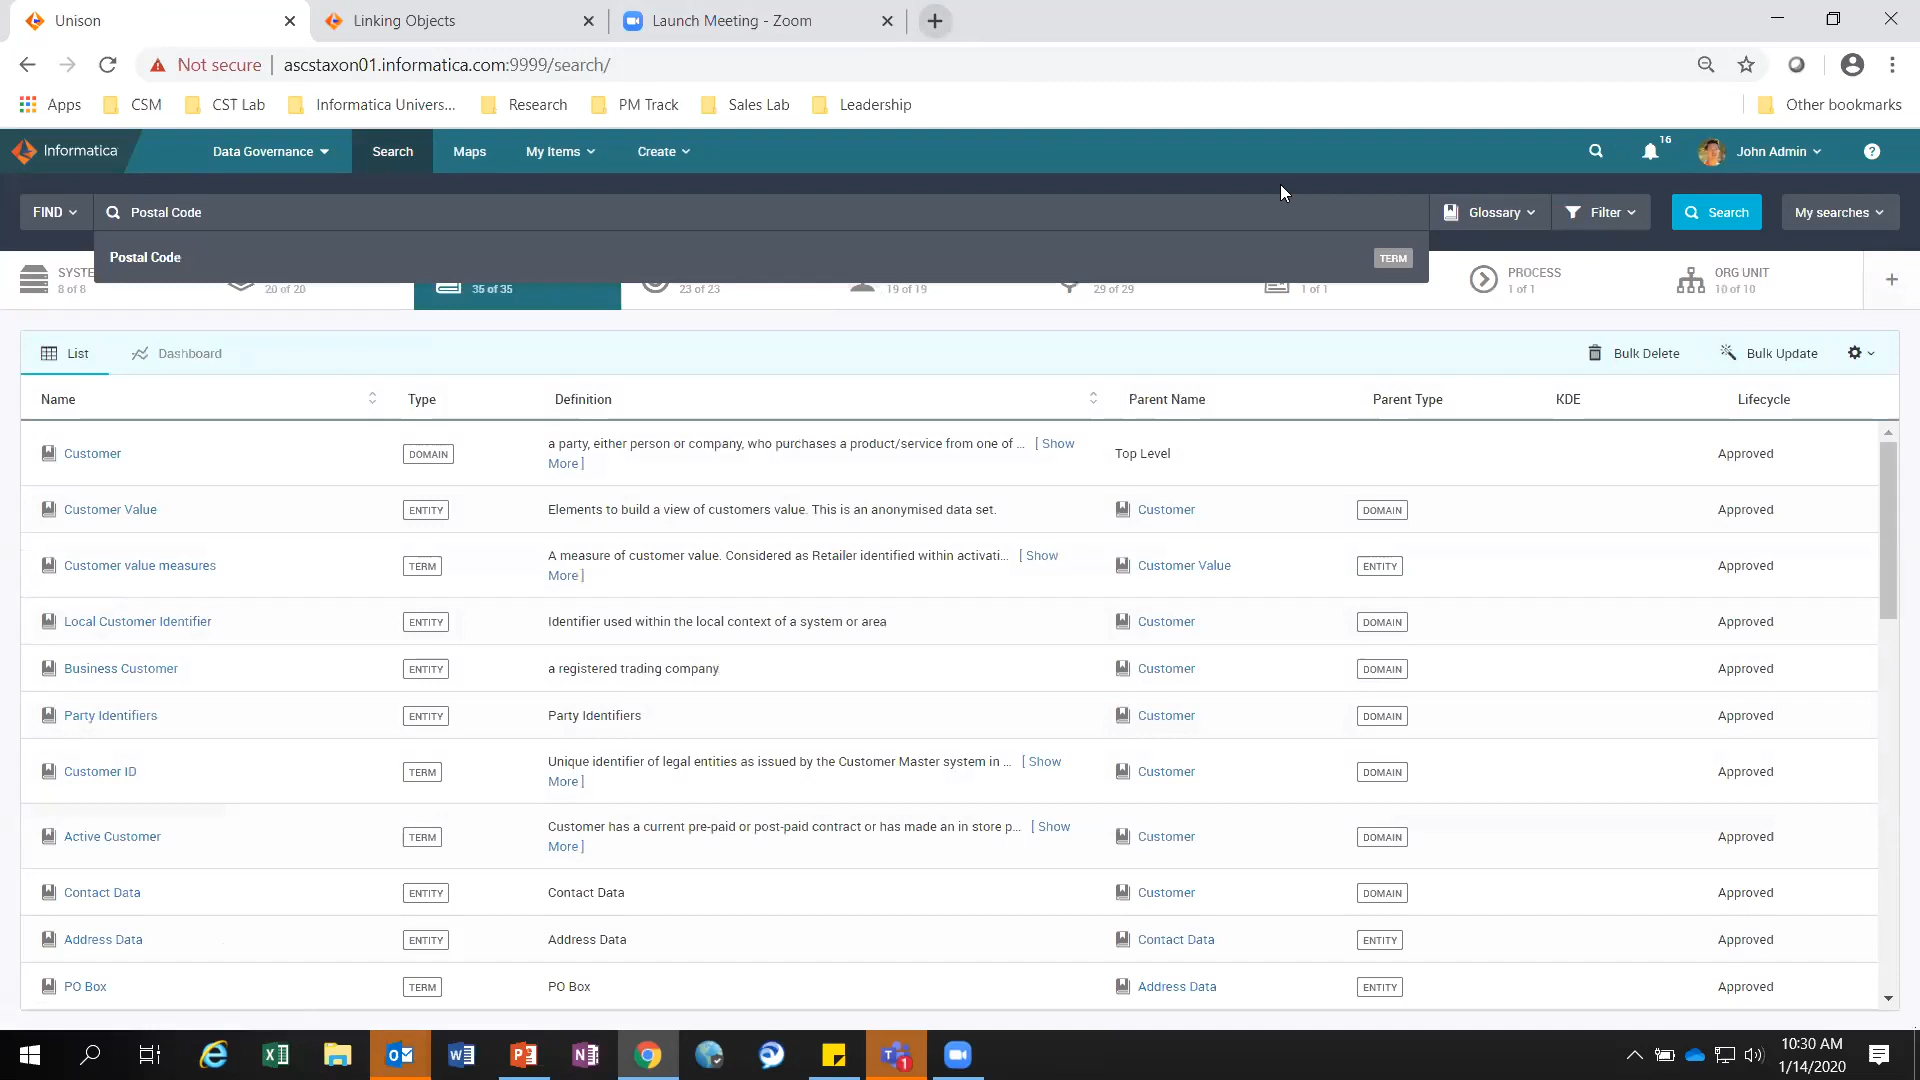 Unison
Linking Objects
Launch Meeting - Zoom
Not secure
ascstaxon01.informatica.com:9999/search/
Apps
CSM
CST Lab
Informatica Univers...
Research
PM Track
Sales Lab
Leadership
Other bookmarks
Informatica
Data Governance
Search
Maps
My Items
Create
16
John Admin
FIND
Postal Code
Glossary
Filter
Search
My searches
Postal Code
TERM
8 of 8
20 of 20
35 of 35
23 of 23
19 of 19
29 of 29
1 of 1
PROCESS
1 of 1
ORG UNIT
10 of 10
List
Dashboard
Bulk Delete
Bulk Update
Name Type Definition Parent Name Parent Type KDE Lifecycle
Customer DOMAIN a party, either person or company, who purchases a product/service from one of ... [ Show Top Level Approved
More ]
Customer Value ENTITY Elements to build a view of customers value. This is an anonymised data set. Customer DOMAIN Approved
Customer value measures TERM A measure of customer value. Considered as Retailer identified within activati... [ Show Customer Value ENTITY Approved
More ]
Local Customer Identifier ENTITY Identifier used within the local context of a system or area Customer DOMAIN Approved
Business Customer ENTITY a registered trading company Customer DOMAIN Approved
Party Identifiers ENTITY Party Identifiers Customer DOMAIN Approved
Customer ID TERM Unique identifier of legal entities as issued by the Customer Master system in ... [ Show Customer DOMAIN Approved
More ]
Active Customer TERM Customer has a current pre-paid or post-paid contract or has made an in store p... [ Show Customer DOMAIN Approved
More ]
Contact Data ENTITY Contact Data Customer DOMAIN Approved
Address Data ENTITY Address Data Contact Data ENTITY Approved
PO Box TERM PO Box Address Data ENTITY Approved
10:30 AM
1/14/2020